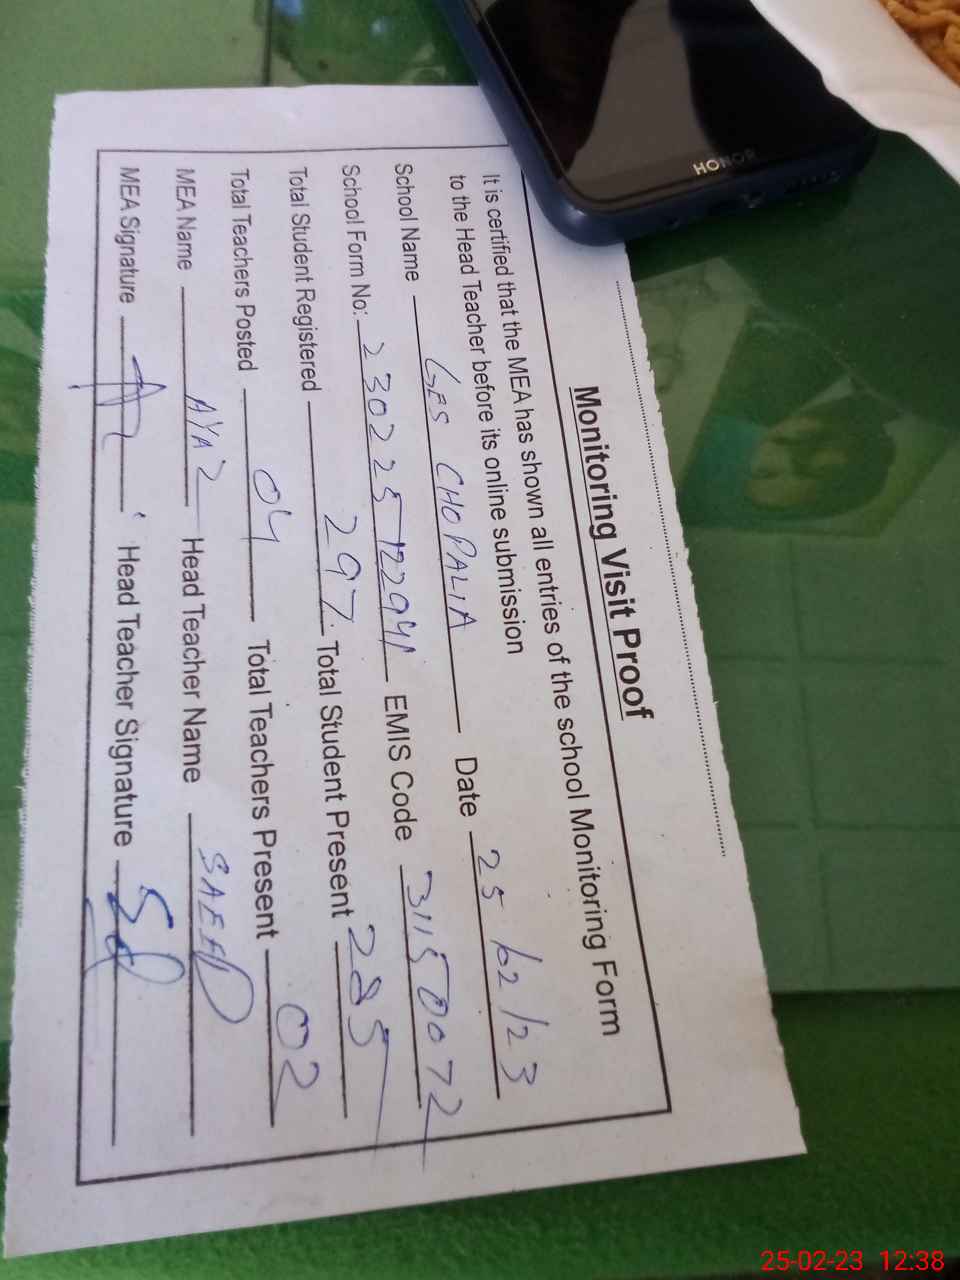 Monitoring Visit Proof
It is certified that the MEA has shown all entries of the school Monitoring Form
to the Head Teacher before its online submission
School Name GES CHOPALIA Date 25/02/23
School Form No: 23022512294 EMIS Code 31150072
Total Student Registered 297 Total Student Present 285
Total Teachers Posted 04 Total Teachers Present 02
MEA Name AYAZ Head Teacher Name SAEED
MEA Signature Head Teacher Signature
HONOR
25-02-23 12:38